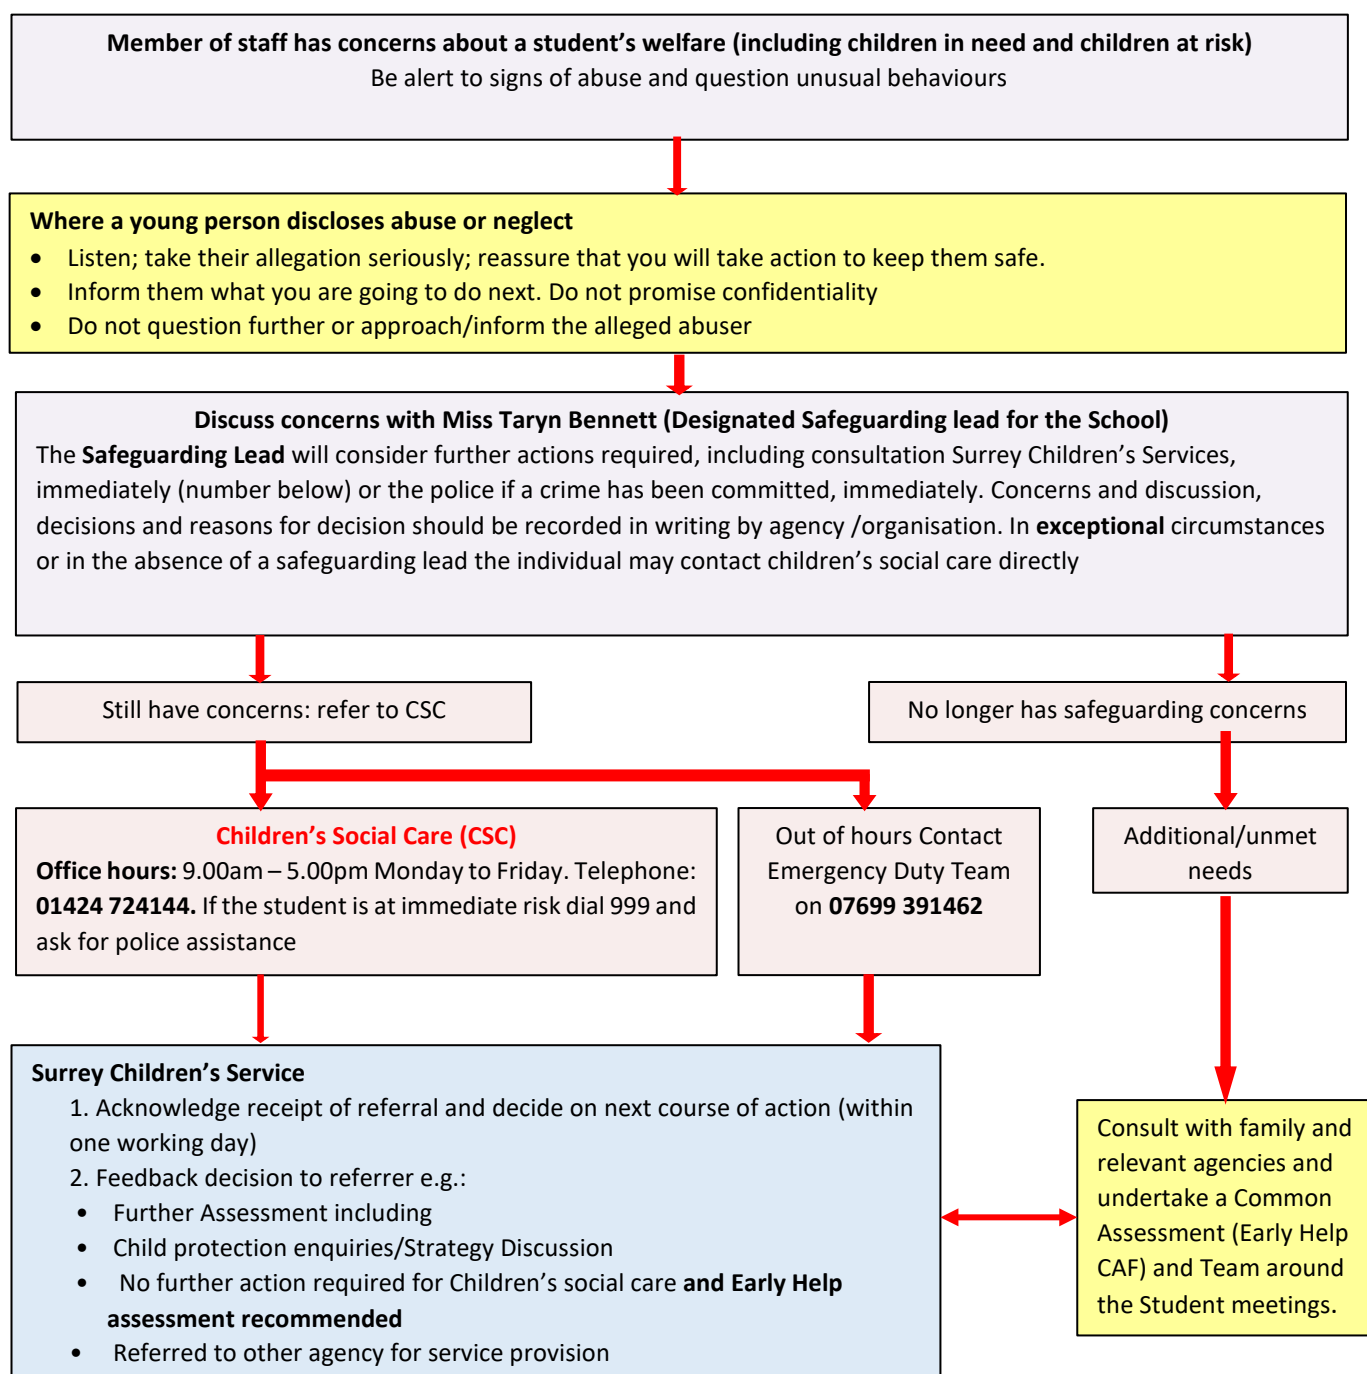 Member of staff has concerns about a student’s welfare (including children in need and children at risk)
Be alert to signs of abuse and question unusual behaviours
Where a young person discloses abuse or neglect
• Listen; take their allegation seriously; reassure that you will take action to keep them safe.
• Inform them what you are going to do next. Do not promise confidentiality
• Do not question further or approach/inform the alleged abuser
Discuss concerns with Miss Taryn Bennett (Designated Safeguarding lead for the School)
The Safeguarding Lead will consider further actions required, including consultation Surrey Children’s Services,
immediately (number below) or the police if a crime has been committed, immediately. Concerns and discussion,
decisions and reasons for decision should be recorded in writing by agency /organisation. In exceptional circumstances
or in the absence of a safeguarding lead the individual may contact children’s social care directly
Still have concerns: refer to CSC
No longer has safeguarding concerns
Children’s Social Care (CSC)
Office hours: 9.00am – 5.00pm Monday to Friday. Telephone:
01424 724144. If the student is at immediate risk dial 999 and
ask for police assistance
Out of hours Contact
Emergency Duty Team
on 07699 391462
Additional/unmet
needs
Surrey Children’s Service
1. Acknowledge receipt of referral and decide on next course of action (within
one working day)
2. Feedback decision to referrer e.g.:
• Further Assessment including
• Child protection enquiries/Strategy Discussion
• No further action required for Children’s social care and Early Help
assessment recommended
• Referred to other agency for service provision
Consult with family and
relevant agencies and
undertake a Common
Assessment (Early Help
CAF) and Team around
the Student meetings.